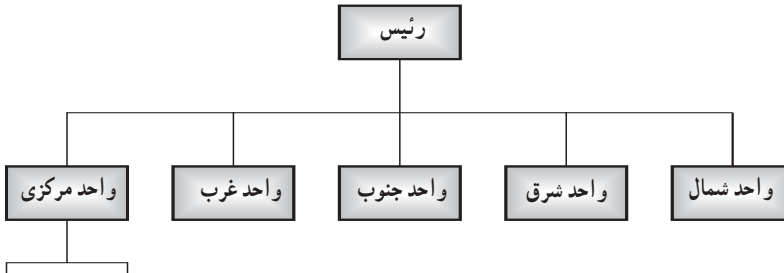 رئیس
واحد شمال
واحد شرق
واحد جنوب
واحد غرب
واحد مرکزی